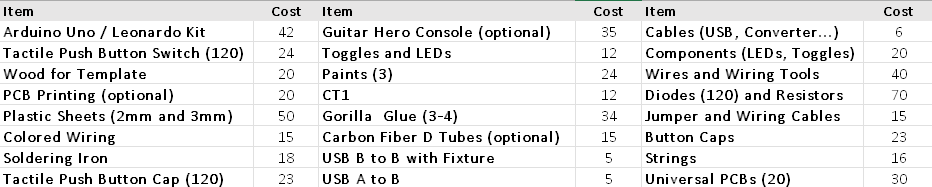 Item Cost Item Cost Item Cost
Arduino Uno / Leonardo Kit 42 Guitar Hero Console (optional) 35 Cables (USB, Converter...) 6
Tactile Push Button Switch (120) 24 Toggles and LEDs 12 Components (LEDs, Toggles) 20
Wood for Template 20 Paints (3) 24 Wires and Wiring Tools 40
PCB Printing (optional) 20 CT1 12 Diodes (120) and Resistors 70
Plastic Sheets (2mm and 3mm) 50 Gorilla Glue (3-4) 34 Jumper and Wiring Cables 15
Colored Wiring 15 Carbon Fiber D Tubes (optional) 15 Button Caps 23
Soldering Iron 18 USB B to B with Fixture 5 Strings 16
Tactile Push Button Cap (120) 23 USB A to B 5 Universal PCBs (20) 30